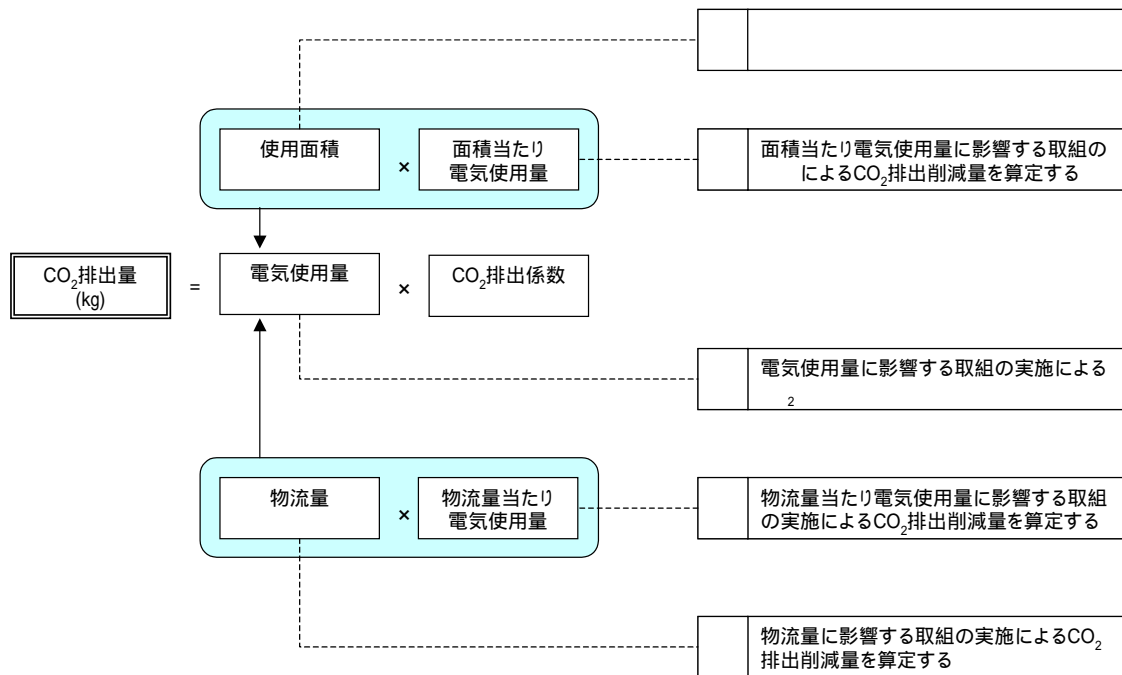 使用面積
×
面積当たり
電気使用量
面積当たり電気使用量に影響する取組の
によるCO₂排出削減量を算定する
CO₂排出量
(kg)
=
電気使用量
×
CO₂排出係数
電気使用量に影響する取組の実施による
₂
物流量
×
物流量当たり
電気使用量
物流量当たり電気使用量に影響する取組
の実施によるCO₂排出削減量を算定する
物流量に影響する取組の実施によるCO₂
排出削減量を算定する